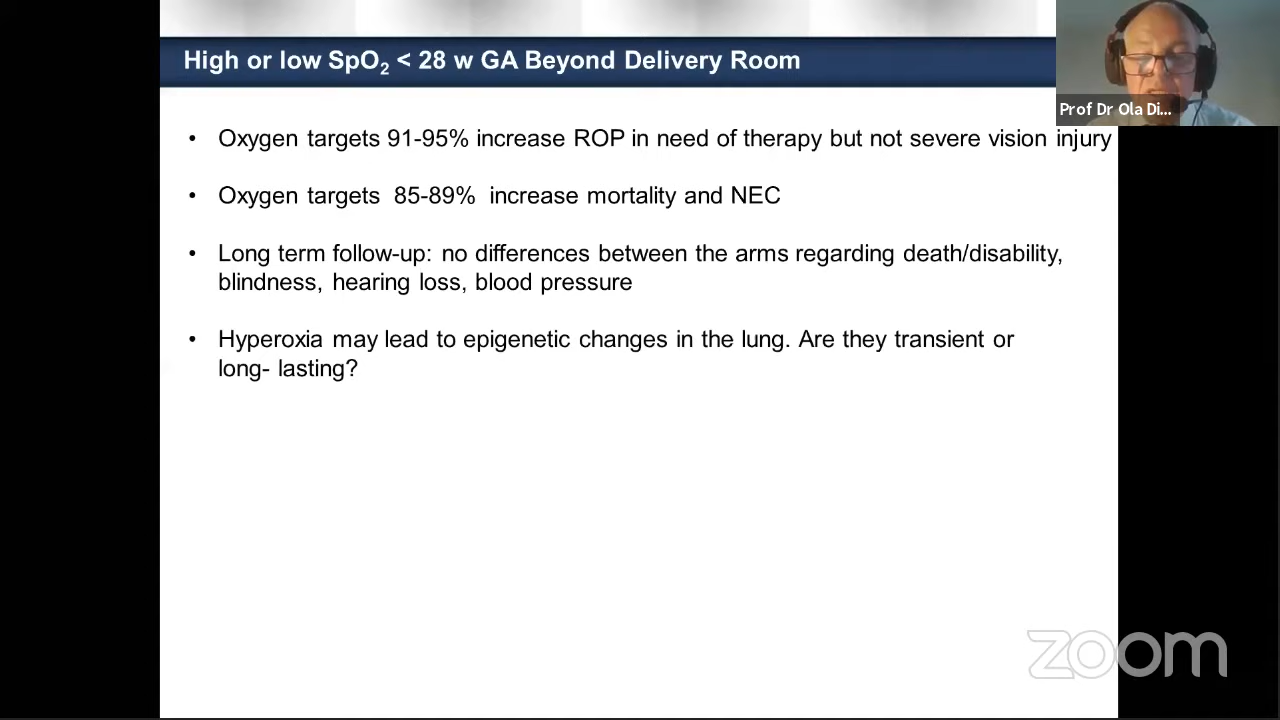 High or low SpO₂ < 28 w GA Beyond Delivery Room
Prof Dr Ola Di...
• Oxygen targets 91-95% increase ROP in need of therapy but not severe vision injury
• Oxygen targets 85-89% increase mortality and NEC
• Long term follow-up: no differences between the arms regarding death/disability,
blindness, hearing loss, blood pressure
• Hyperoxia may lead to epigenetic changes in the lung. Are they transient or
long- lasting?
zoom